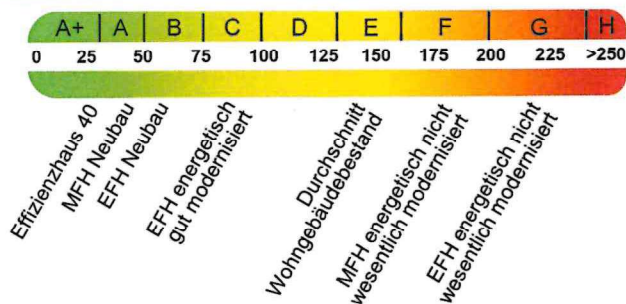 A+ A B C D E F G H
0 25 50 75 100 125 150 175 200 225 >250
Effizienzhaus 40
MFH Neubau
EFH Neubau
EFH energetisch
gut modernisiert
Durchschnitt
Wohngebäudebestand
MFH energetisch nicht
wesentlich modernisiert
EFH energetisch nicht
wesentlich modernisiert